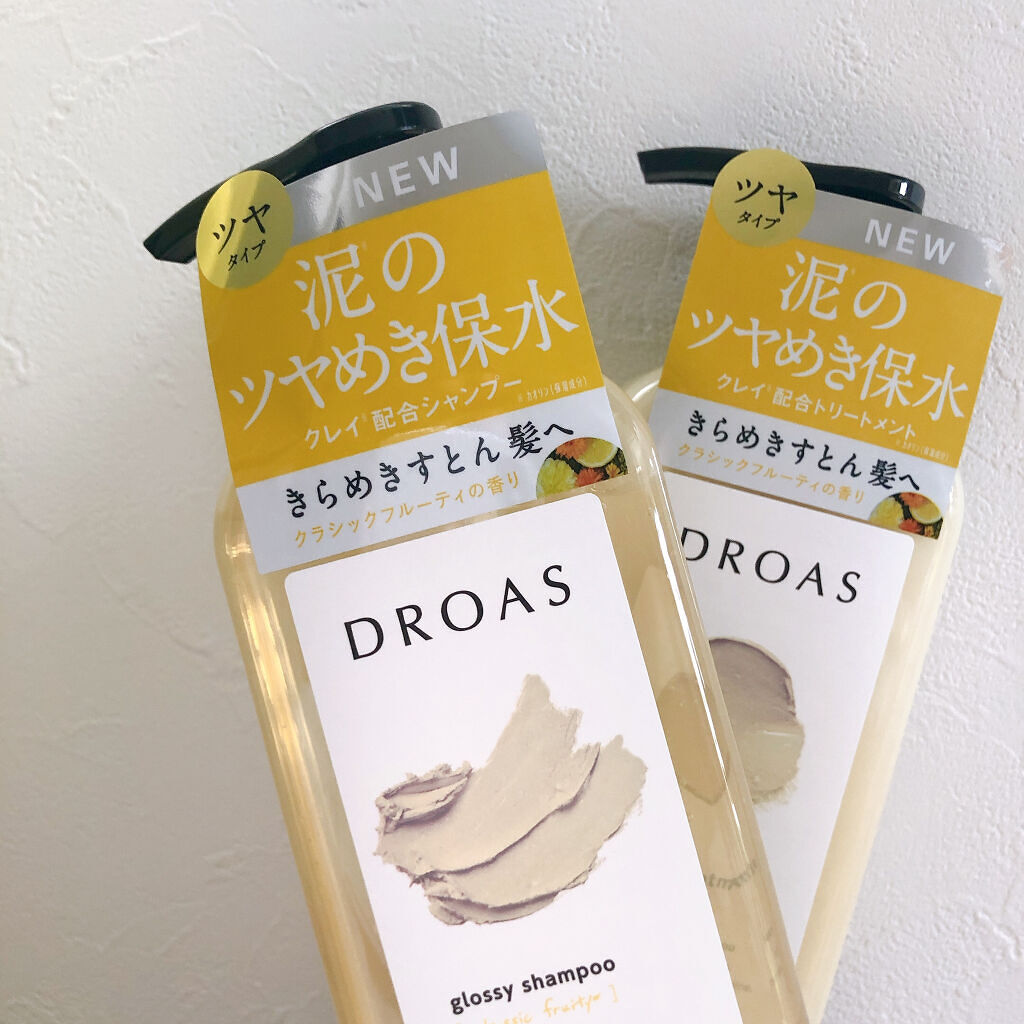 NEW
ツヤ
タイプ
泥※の
ツヤめき保水
クレイ※配合シャンプー
※カオリン(保湿成分)
きらめきすとん髪へ
クラシックフルーティの香り
DROAS
glossy shampoo
NEW
ツヤ
タイプ
泥※の
ツヤめき保水
クレイ※配合トリートメント
※カオリン(保湿成分)
きらめきすとん髪へ
クラシックフルーティの香り
DROAS